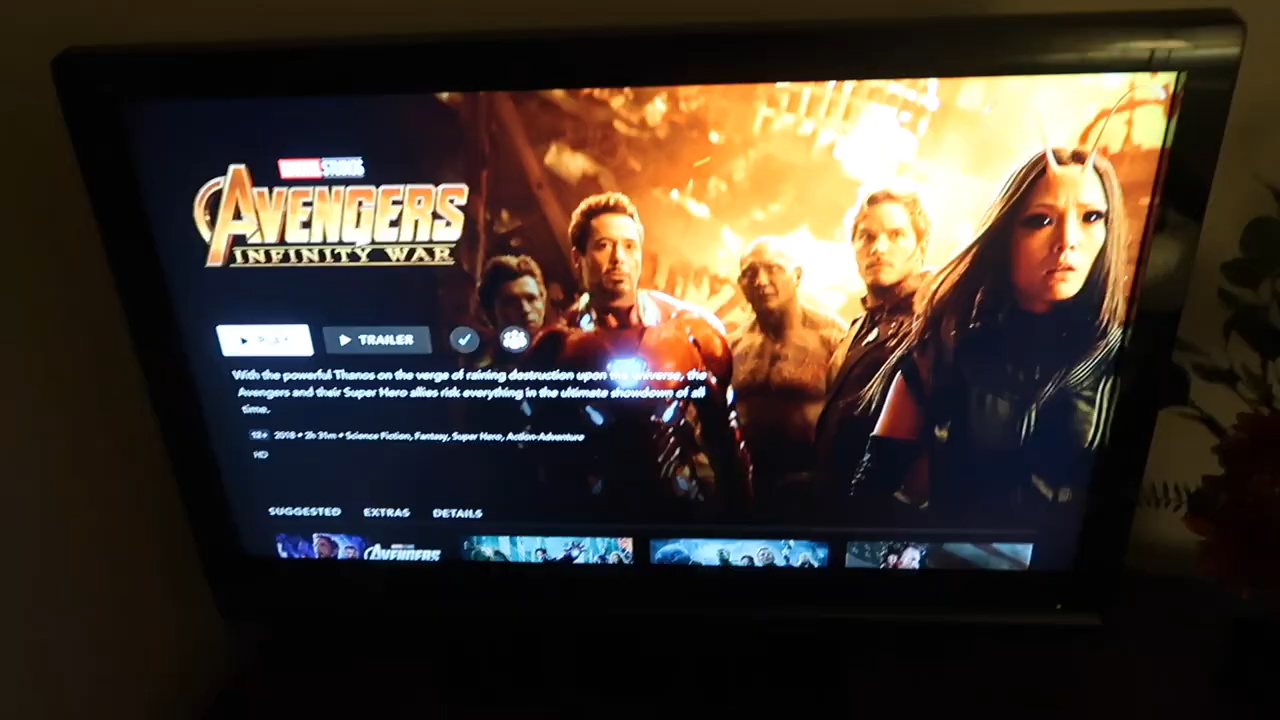 MARVEL STUDIOS
AVENGERS
INFINITY WAR
PLAY
TRAILER
With the powerful Thanos on the verge of raining destruction upon the universe, the
Avengers and their Super Hero allies risk everything in the ultimate showdown of all
time.
12+ 2018 • 2h 31m • Science Fiction, Fantasy, Super Hero, Action-Adventure
HD
SUGGESTED EXTRAS DETAILS
AVENGERS